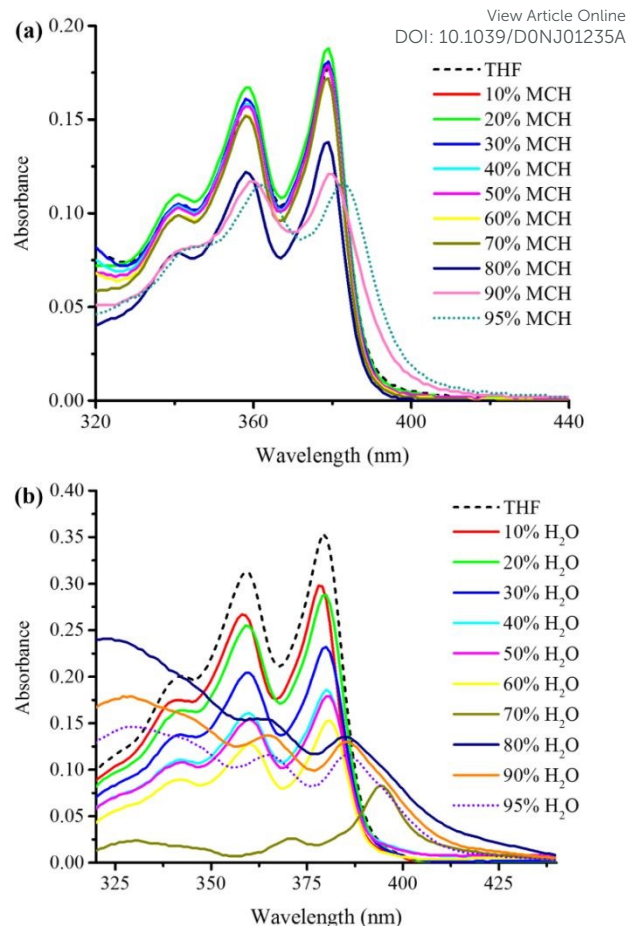 View Article Online
DOI: 10.1039/D0NJ01235A
(a)
0.20
0.15
0.10
0.05
0.00
Absorbance
THF
10% MCH
20% MCH
30% MCH
40% MCH
50% MCH
60% MCH
70% MCH
80% MCH
90% MCH
95% MCH
320 360 400 440
Wavelength (nm)
(b)
0.40
0.35
0.30
0.25
0.20
0.15
0.10
0.05
0.00
Absorbance
THF
10% H₂O
20% H₂O
30% H₂O
40% H₂O
50% H₂O
60% H₂O
70% H₂O
80% H₂O
90% H₂O
95% H₂O
325 350 375 400 425
Wavelength (nm)